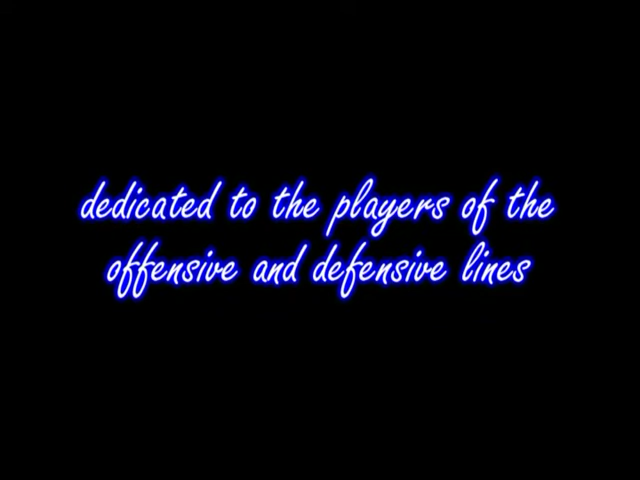 dedicated to the players of the
offensive and defensive lines